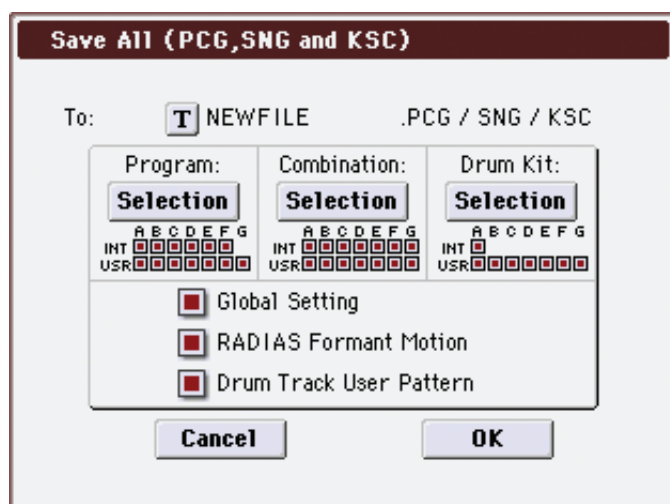 Save All (PCG,SNG and KSC)
To: T NEWFILE .PCG / SNG / KSC
Program: Combination: Drum Kit:
Selection Selection Selection
A B C D E F G A B C D E F G A B C D E F G
INT INT INT
USR USR USR
Global Setting
RADIAS Formant Motion
Drum Track User Pattern
Cancel OK